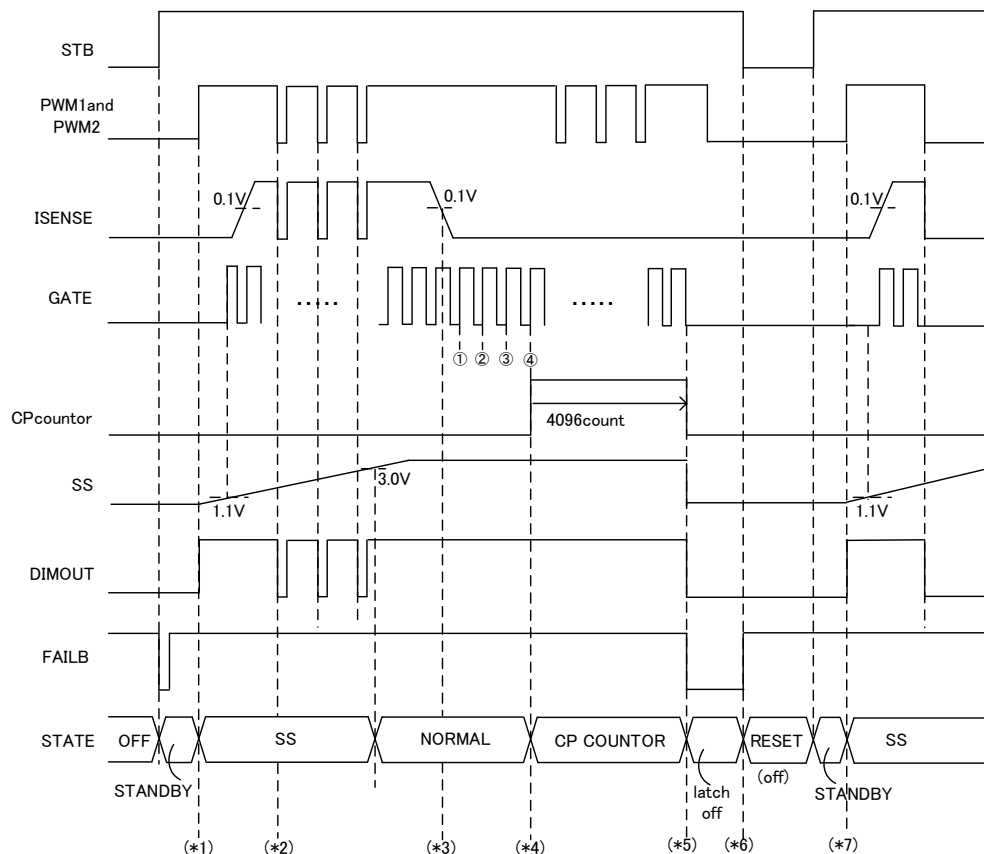 STB
PWM1and
PWM2
0.1V
0.1V
0.1V
ISENSE
GATE
.....
.....
① ② ③ ④
CPcountor
4096count
SS
3.0V
1.1V
1.1V
DIMOUT
FAILB
STATE
OFF
SS
NORMAL
CP COUNTOR
RESET
SS
STANDBY
latch
off
(off)
STANDBY
(*1)
(*2)
(*3)
(*4)
(*5)
(*6)
(*7)